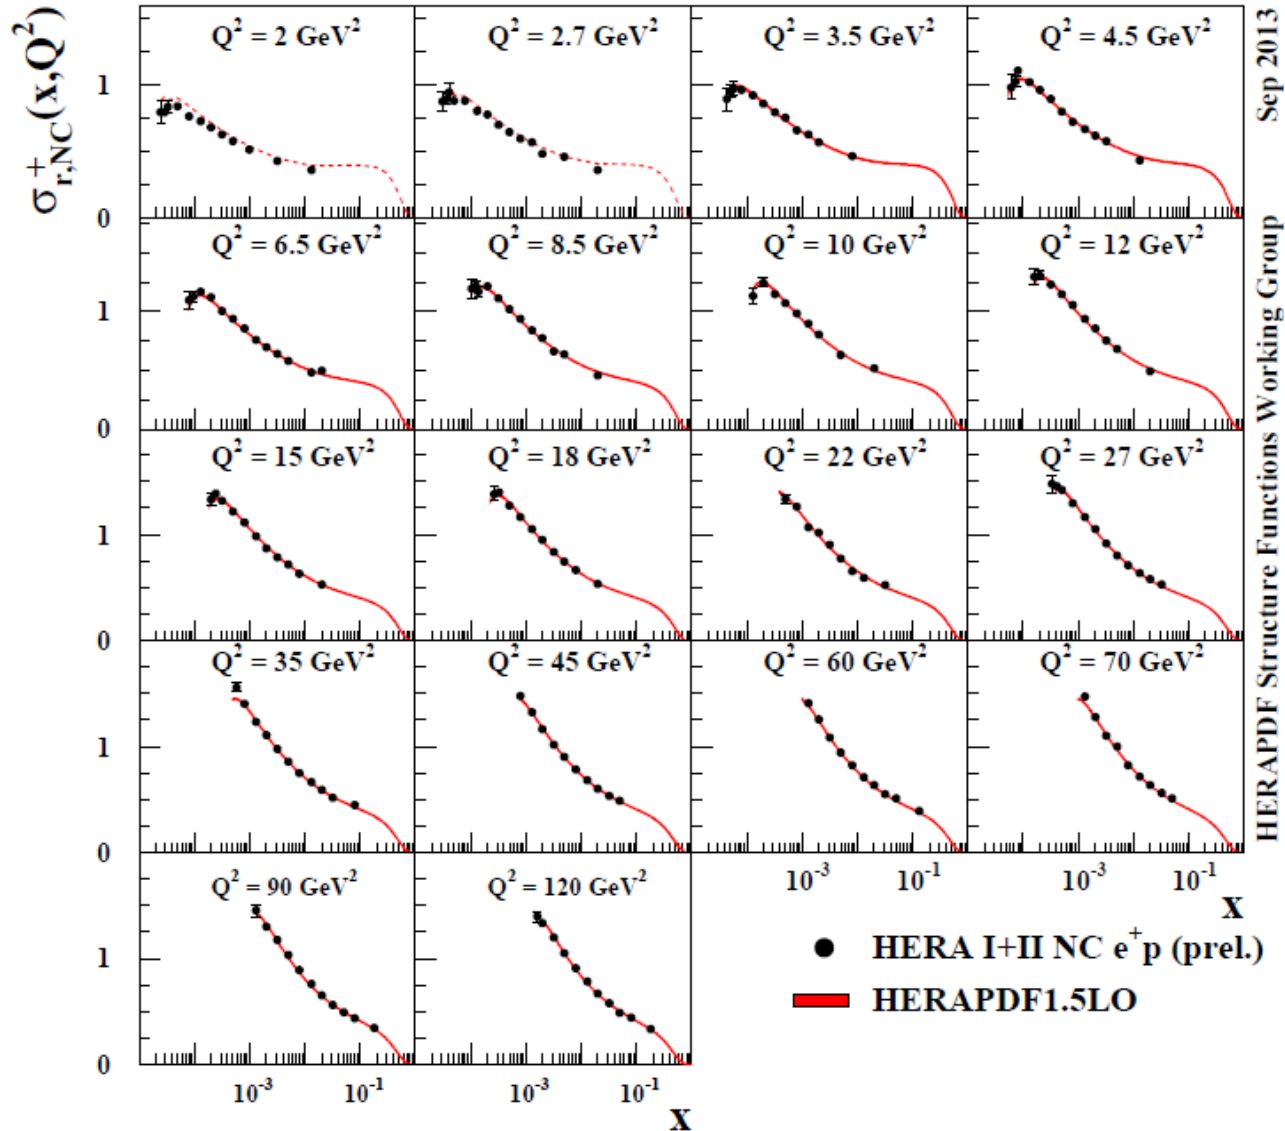 σ⁺r,NC(x,Q²)
Q² = 2 GeV²
Q² = 2.7 GeV²
Q² = 3.5 GeV²
Q² = 4.5 GeV²
1
0
Q² = 6.5 GeV²
Q² = 8.5 GeV²
Q² = 10 GeV²
Q² = 12 GeV²
1
0
Q² = 15 GeV²
Q² = 18 GeV²
Q² = 22 GeV²
Q² = 27 GeV²
1
0
Q² = 35 GeV²
Q² = 45 GeV²
Q² = 60 GeV²
Q² = 70 GeV²
1
0
10⁻³ 10⁻¹
10⁻³ 10⁻¹
x
Q² = 90 GeV²
Q² = 120 GeV²
1
0
10⁻³ 10⁻¹
10⁻³ 10⁻¹
x
HERA I+II NC e⁺p (prel.)
HERAPDF1.5LO
HERAPDF Structure Functions Working Group Sep 2013